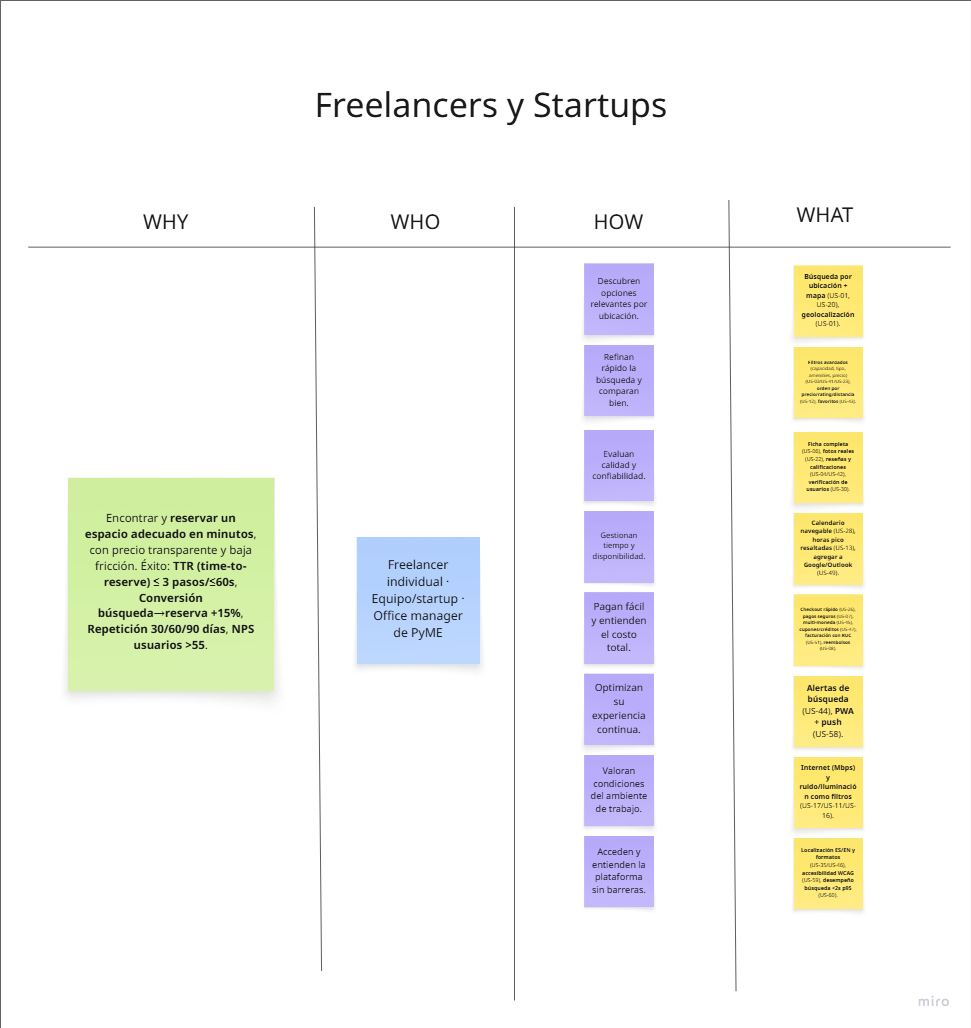 Freelancers y Startups
WHY
WHO
HOW
WHAT
Encontrar y reservar un
espacio adecuado en minutos,
con precio transparente y baja
fricción. Éxito: TTR (time-to-
reserve) ≤ 3 pasos/≤60s,
Conversión
búsqueda→reserva +15%,
Repetición 30/60/90 días, NPS
usuarios >55.
Freelancer
individual ·
Equipo/startup ·
Office manager
de PyME
Descubren
opciones
relevantes por
ubicación.
Refinan
rápido la
búsqueda y
comparan
bien.
Evaluan
calidad y
confiabilidad.
Gestionan
tiempo y
disponibilidad.
Pagan fácil
y entienden
el costo
total.
Optimizan
su
experiencia
continua.
Valoran
condiciones
del ambiente
de trabajo.
Acceden y
entienden la
plataforma
sin barreras.
Búsqueda por
ubicación +
mapa (US-01,
US-20),
geolocalización
(US-01).
Filtros avanzados
(capacidad, tipo,
amenities, precio)
(US-03/US-41/US-23),
orden por
precio/rating/distancia
(US-12), favoritos (US-43).
Ficha completa
(US-06), fotos reales
(US-22), reseñas y
calificaciones
(US-04/US-42),
verificación de
usuarios (US-30).
Calendario
navegable (US-28),
horas pico
resaltadas (US-13),
agregar a
Google/Outlook
(US-49).
Checkout rápido (US-26),
pagos seguros (US-07),
multi-moneda (US-45),
cupones/créditos (US-47),
facturación con RUC
(US-51), reembolsos
(US-08).
Alertas de
búsqueda
(US-44), PWA
+ push
(US-58).
Internet (Mbps)
y
ruido/iluminació
n como filtros
(US-17/US-11/US-
16).
Localización ES/EN y
formatos
(US-35/US-46),
accesibilidad WCAG
(US-59), desempeño
búsqueda <2s p95
(US-60).
miro